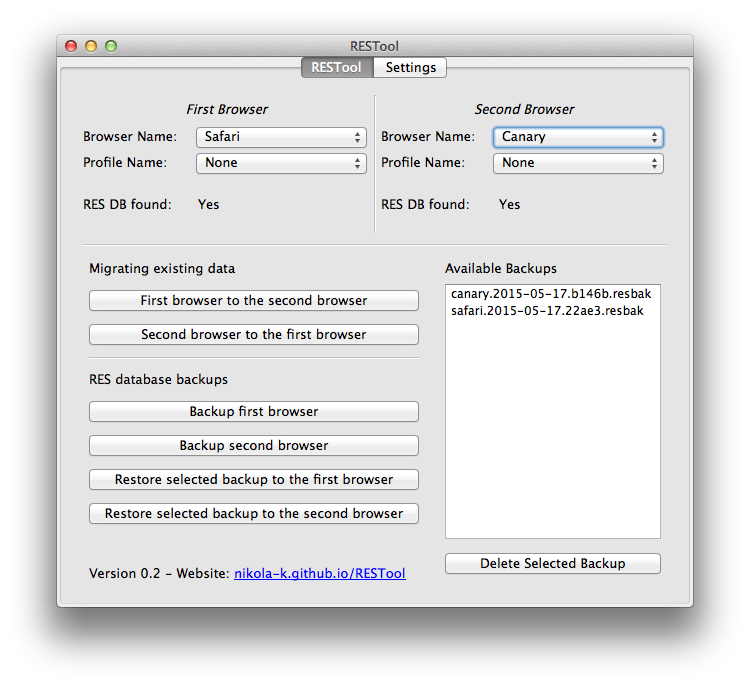 RESTool
RESTool Settings
First Browser
Browser Name: Safari
Profile Name: None
RES DB found: Yes
Second Browser
Browser Name: Canary
Profile Name: None
RES DB found: Yes
Migrating existing data
First browser to the second browser
Second browser to the first browser
RES database backups
Backup first browser
Backup second browser
Restore selected backup to the first browser
Restore selected backup to the second browser
Available Backups
canary.2015-05-17.b146b.resbak
safari.2015-05-17.22ae3.resbak
Delete Selected Backup
Version 0.2 – Website: nikola-k.github.io/RESTool